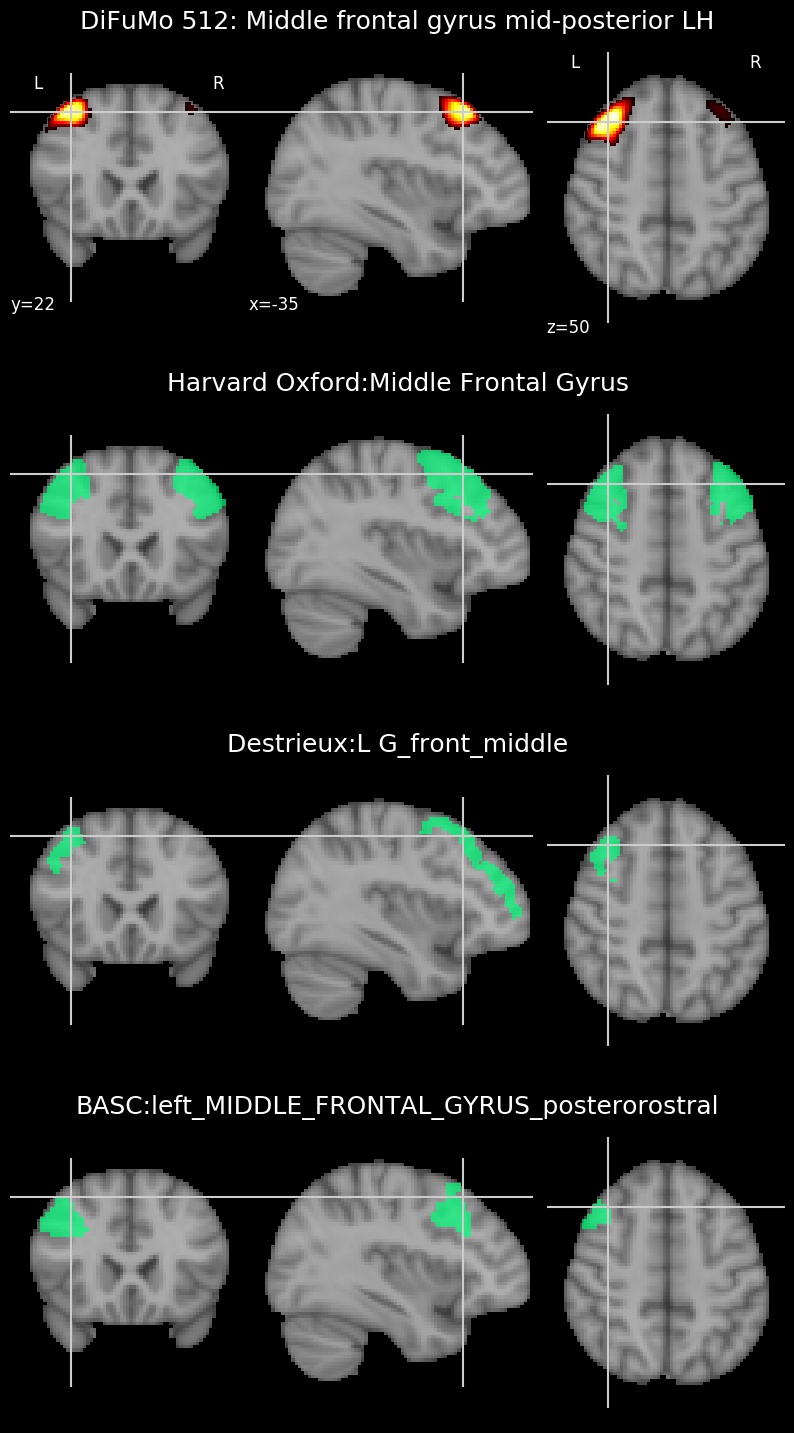 DiFuMo 512: Middle frontal gyrus mid-posterior LH
L R
L R
y=22
x=-35
z=50
Harvard Oxford:Middle Frontal Gyrus
Destrieux:L G_front_middle
BASC:left_MIDDLE_FRONTAL_GYRUS_posterorostral